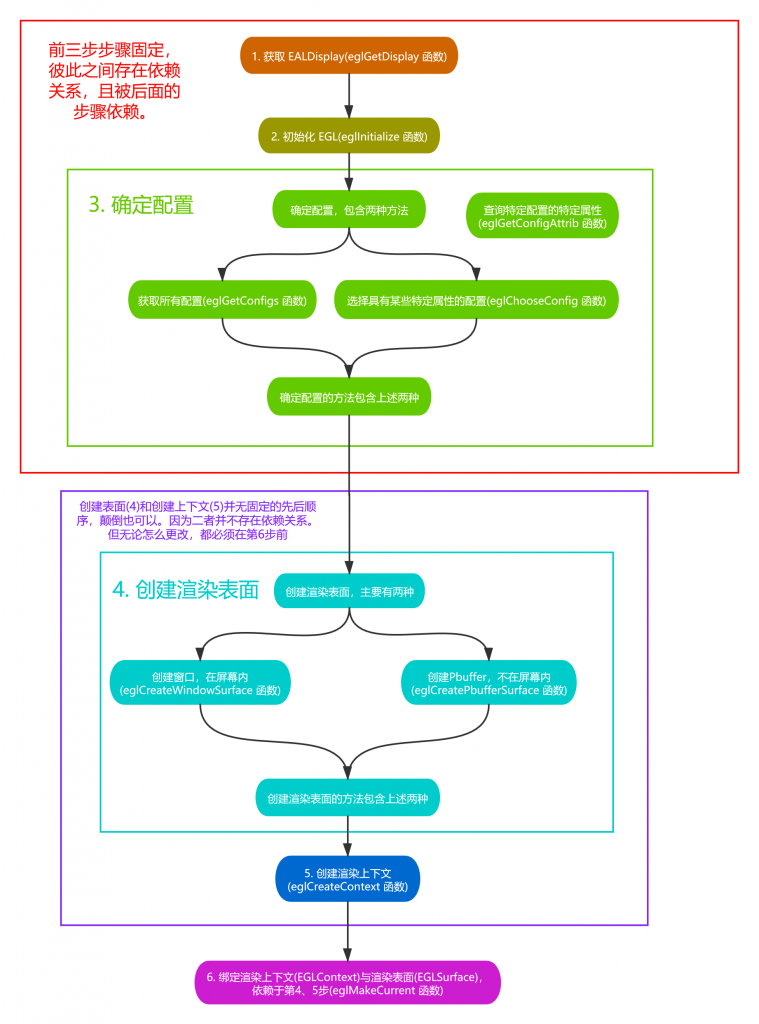 前三步步骤固定，
彼此之间存在依赖
关系，且被后面的
步骤依赖。
1. 获取 EALDisplay(eglGetDisplay 函数)
2. 初始化 EGL(eglInitialize 函数)
3. 确定配置
确定配置，包含两种方法
查询特定配置的特定属性
(eglGetConfigAttrib 函数)
获取所有配置(eglGetConfigs 函数)
选择具有某些特定属性的配置(eglChooseConfig 函数)
确定配置的方法包含上述两种
创建表面(4)和创建上下文(5)并无固定的先后顺
序，颠倒也可以。因为二者并不存在依赖关系。
但无论怎么更改，都必须在第6步前
4. 创建渲染表面
创建渲染表面，主要有两种
创建窗口，在屏幕内
(eglCreateWindowSurface 函数)
创建Pbuffer，不在屏幕内
(eglCreatePbufferSurface 函数)
创建渲染表面的方法包含上述两种
5. 创建渲染上下文
(eglCreateContext 函数)
6. 绑定渲染上下文(EGLContext)与渲染表面(EGLSurface)，
依赖于第4、5步(eglMakeCurrent 函数)